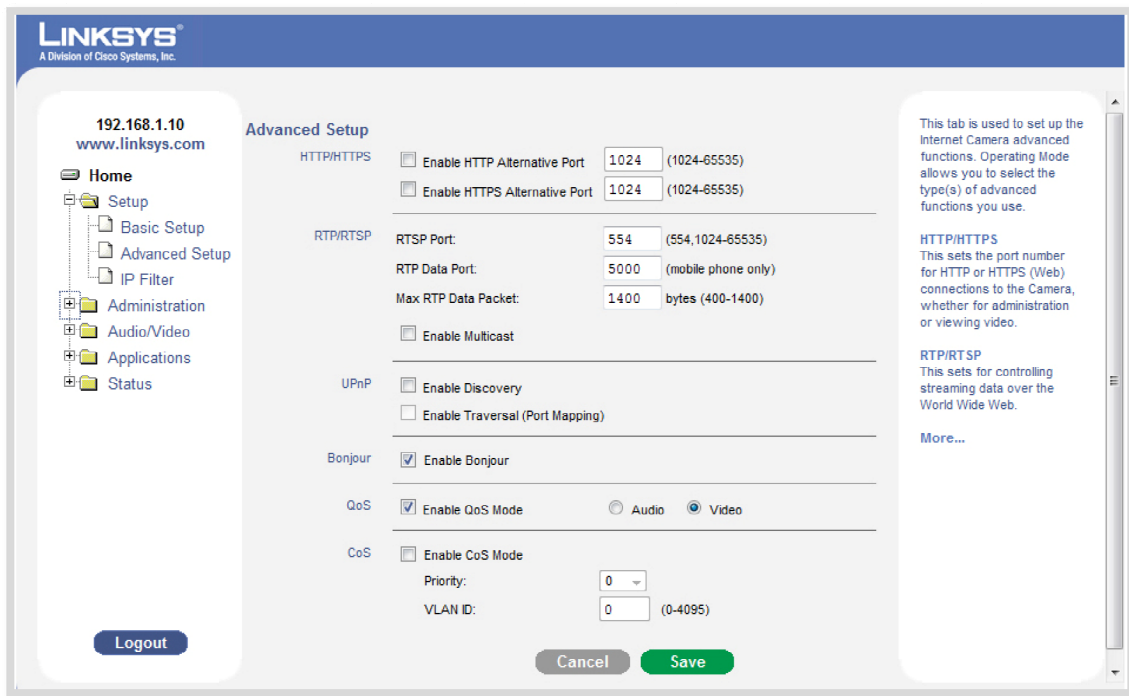 LINKSYS®
A Division of Cisco Systems, Inc.
192.168.1.10
www.linksys.com
Home
Setup
Basic Setup
Advanced Setup
IP Filter
Administration
Audio/Video
Applications
Status
Logout
Advanced Setup
HTTP/HTTPS
Enable HTTP Alternative Port 1024 (1024-65535)
Enable HTTPS Alternative Port 1024 (1024-65535)
RTP/RTSP
RTSP Port: 554 (554,1024-65535)
RTP Data Port: 5000 (mobile phone only)
Max RTP Data Packet: 1400 bytes (400-1400)
Enable Multicast
UPnP
Enable Discovery
Enable Traversal (Port Mapping)
Bonjour
Enable Bonjour
QoS
Enable QoS Mode Audio Video
CoS
Enable CoS Mode
Priority: 0
VLAN ID: 0 (0-4095)
Cancel Save
This tab is used to set up the
Internet Camera advanced
functions. Operating Mode
allows you to select the
type(s) of advanced
functions you use.
HTTP/HTTPS
This sets the port number
for HTTP or HTTPS (Web)
connections to the Camera,
whether for administration
or viewing video.
RTP/RTSP
This sets for controlling
streaming data over the
World Wide Web.
More...